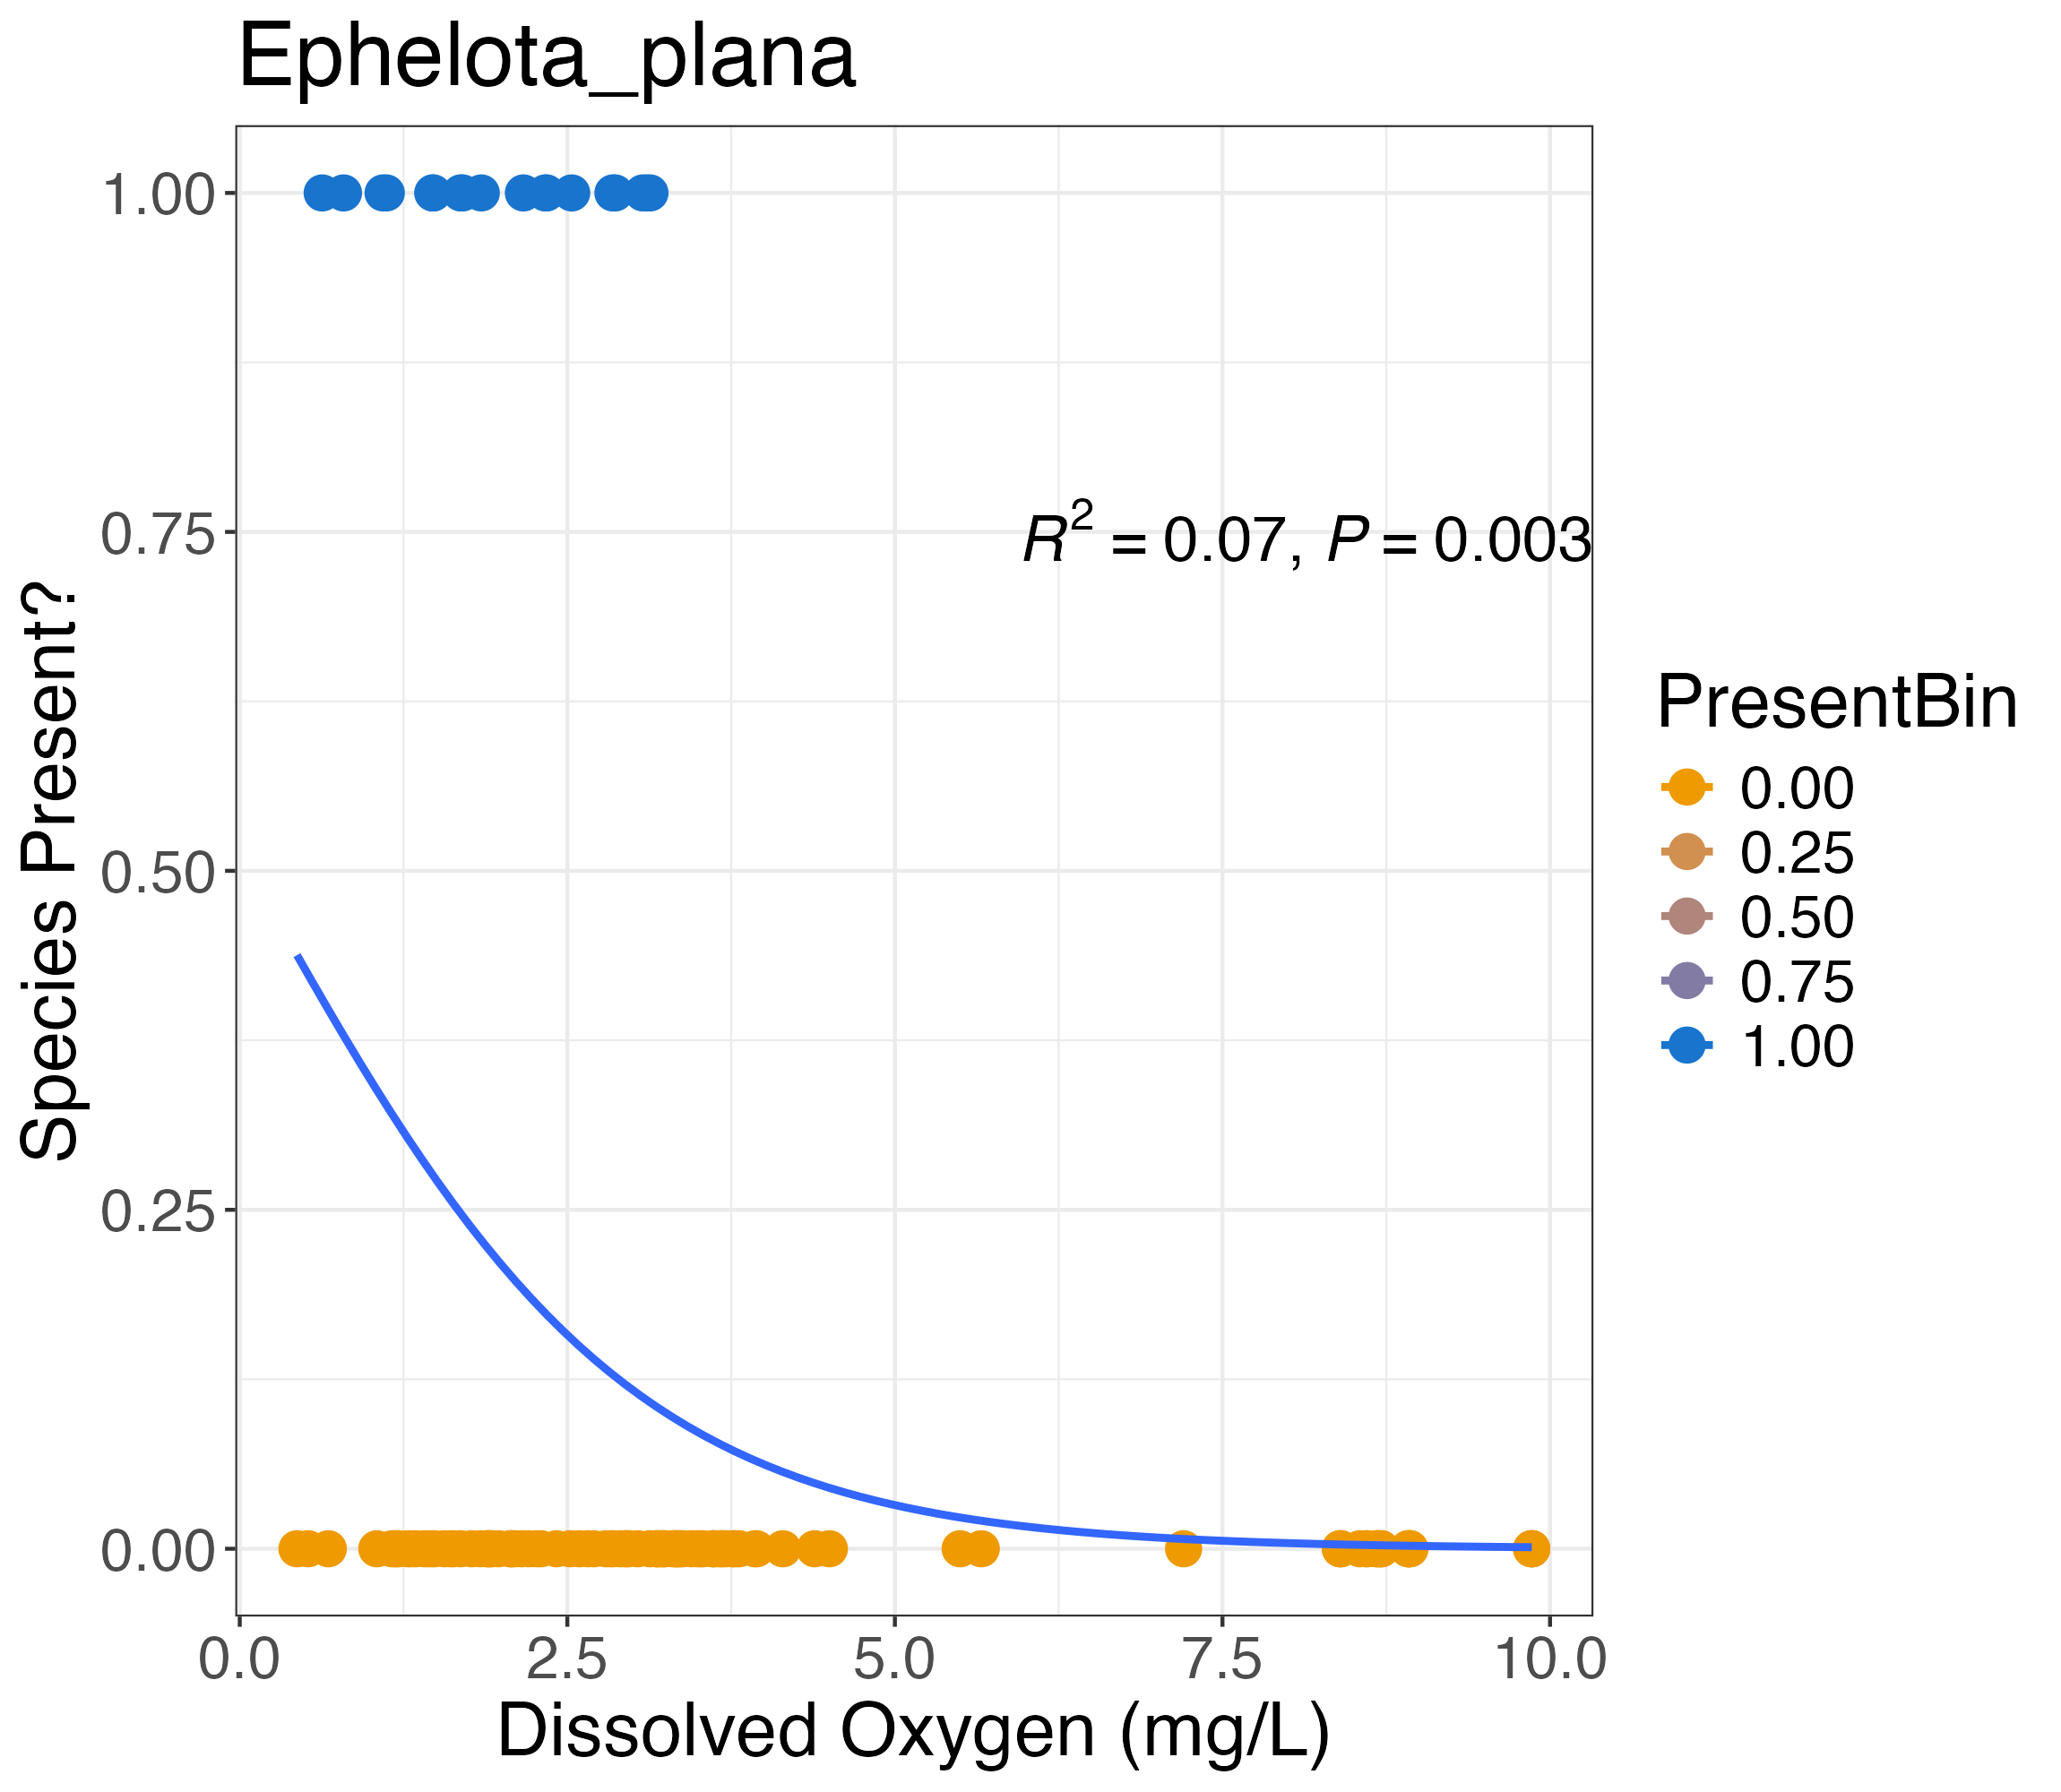 Ephelota_plana
1.00
0.75
0.50
0.25
0.00
Species Present?
R² = 0.07, P = 0.003
0.0 2.5 5.0 7.5 10.0
Dissolved Oxygen (mg/L)
PresentBin
0.00
0.25
0.50
0.75
1.00